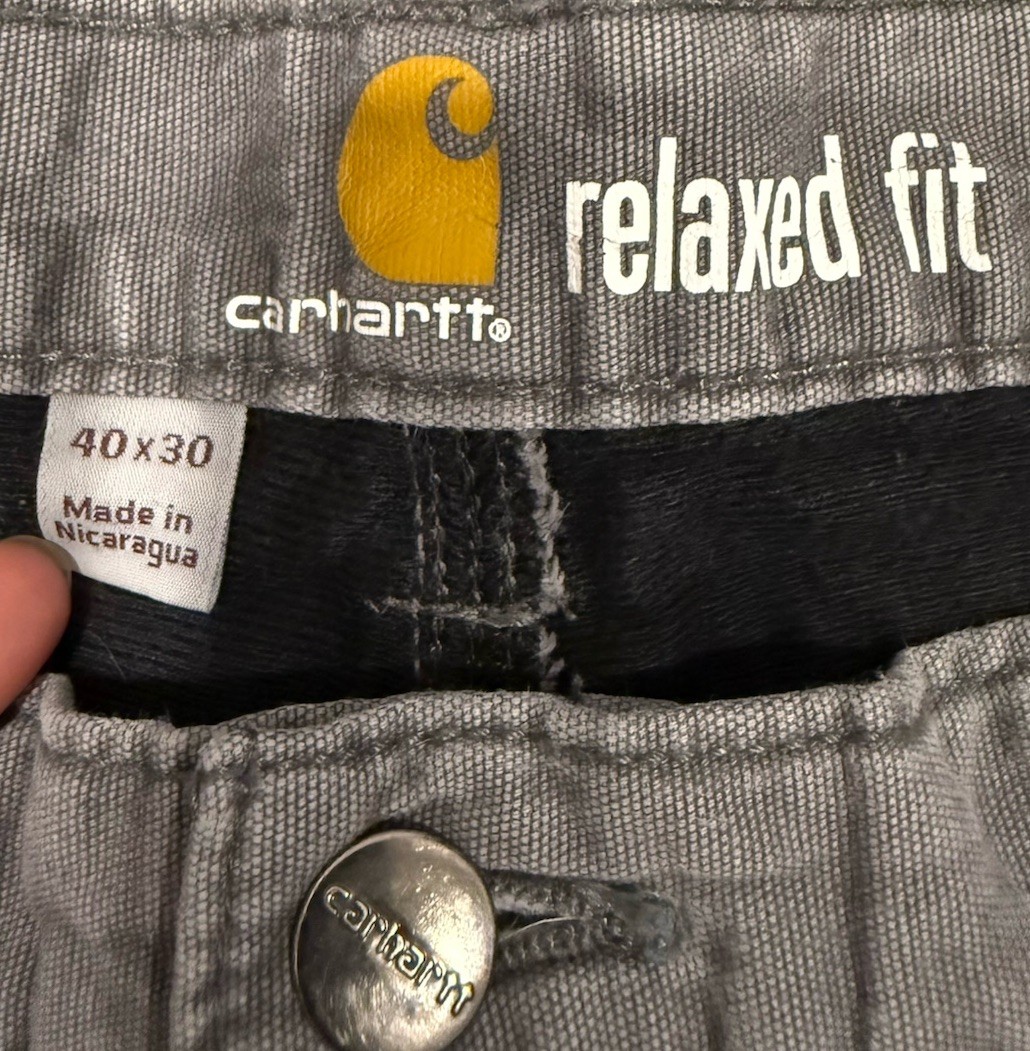 carhartt®
relaxed fit
40x30
Made in
Nicaragua
carhartt